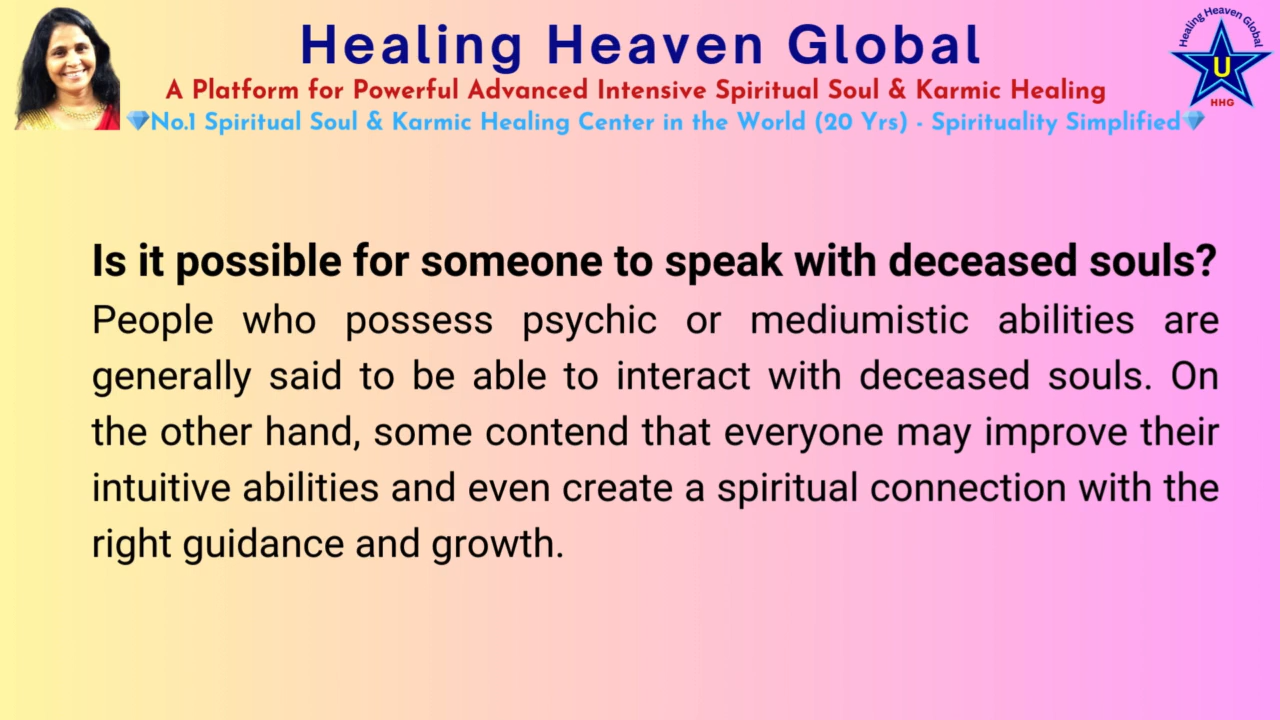 Healing Heaven Global
A Platform for Powerful Advanced Intensive Spiritual Soul & Karmic Healing
💎No.1 Spiritual Soul & Karmic Healing Center in the World (20 Yrs) - Spirituality Simplified💎
Healing Heaven Global
U
HHG
Is it possible for someone to speak with deceased souls?
People who possess psychic or mediumistic abilities are
generally said to be able to interact with deceased souls. On
the other hand, some contend that everyone may improve their
intuitive abilities and even create a spiritual connection with the
right guidance and growth.